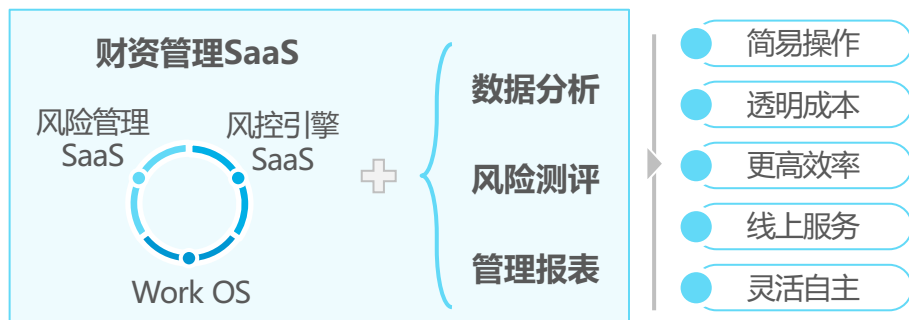 财资管理SaaS
风险管理
SaaS
风控引擎
SaaS
Work OS
数据分析
风险测评
管理报表
简易操作
透明成本
更高效率
线上服务
灵活自主